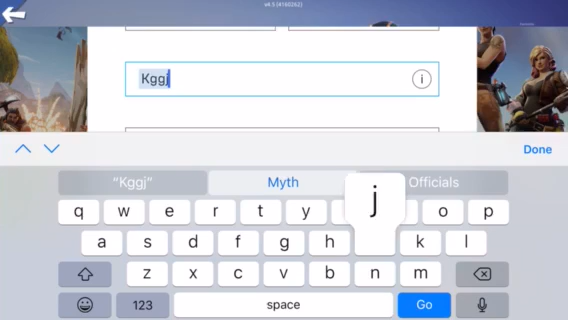 v4.5 (4160262)
Kggj
i
Done
"Kggj" Myth Officials
j
q w e r t y o p
a s d f g h k l
z x c v b n m
123 space Go